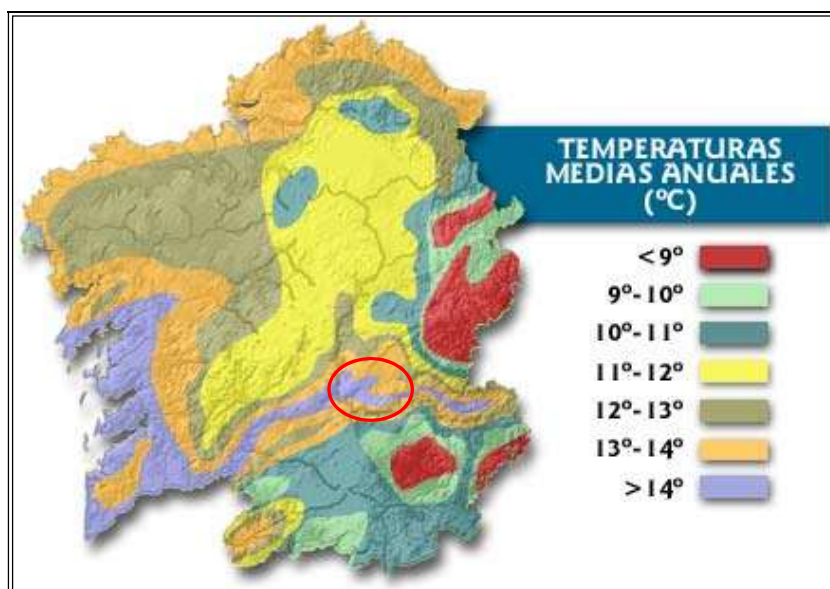 TEMPERATURAS
MEDIAS ANUALES
(ºC)
<9º
9º-10º
10º-11º
11º-12º
12º-13º
13º-14º
>14º